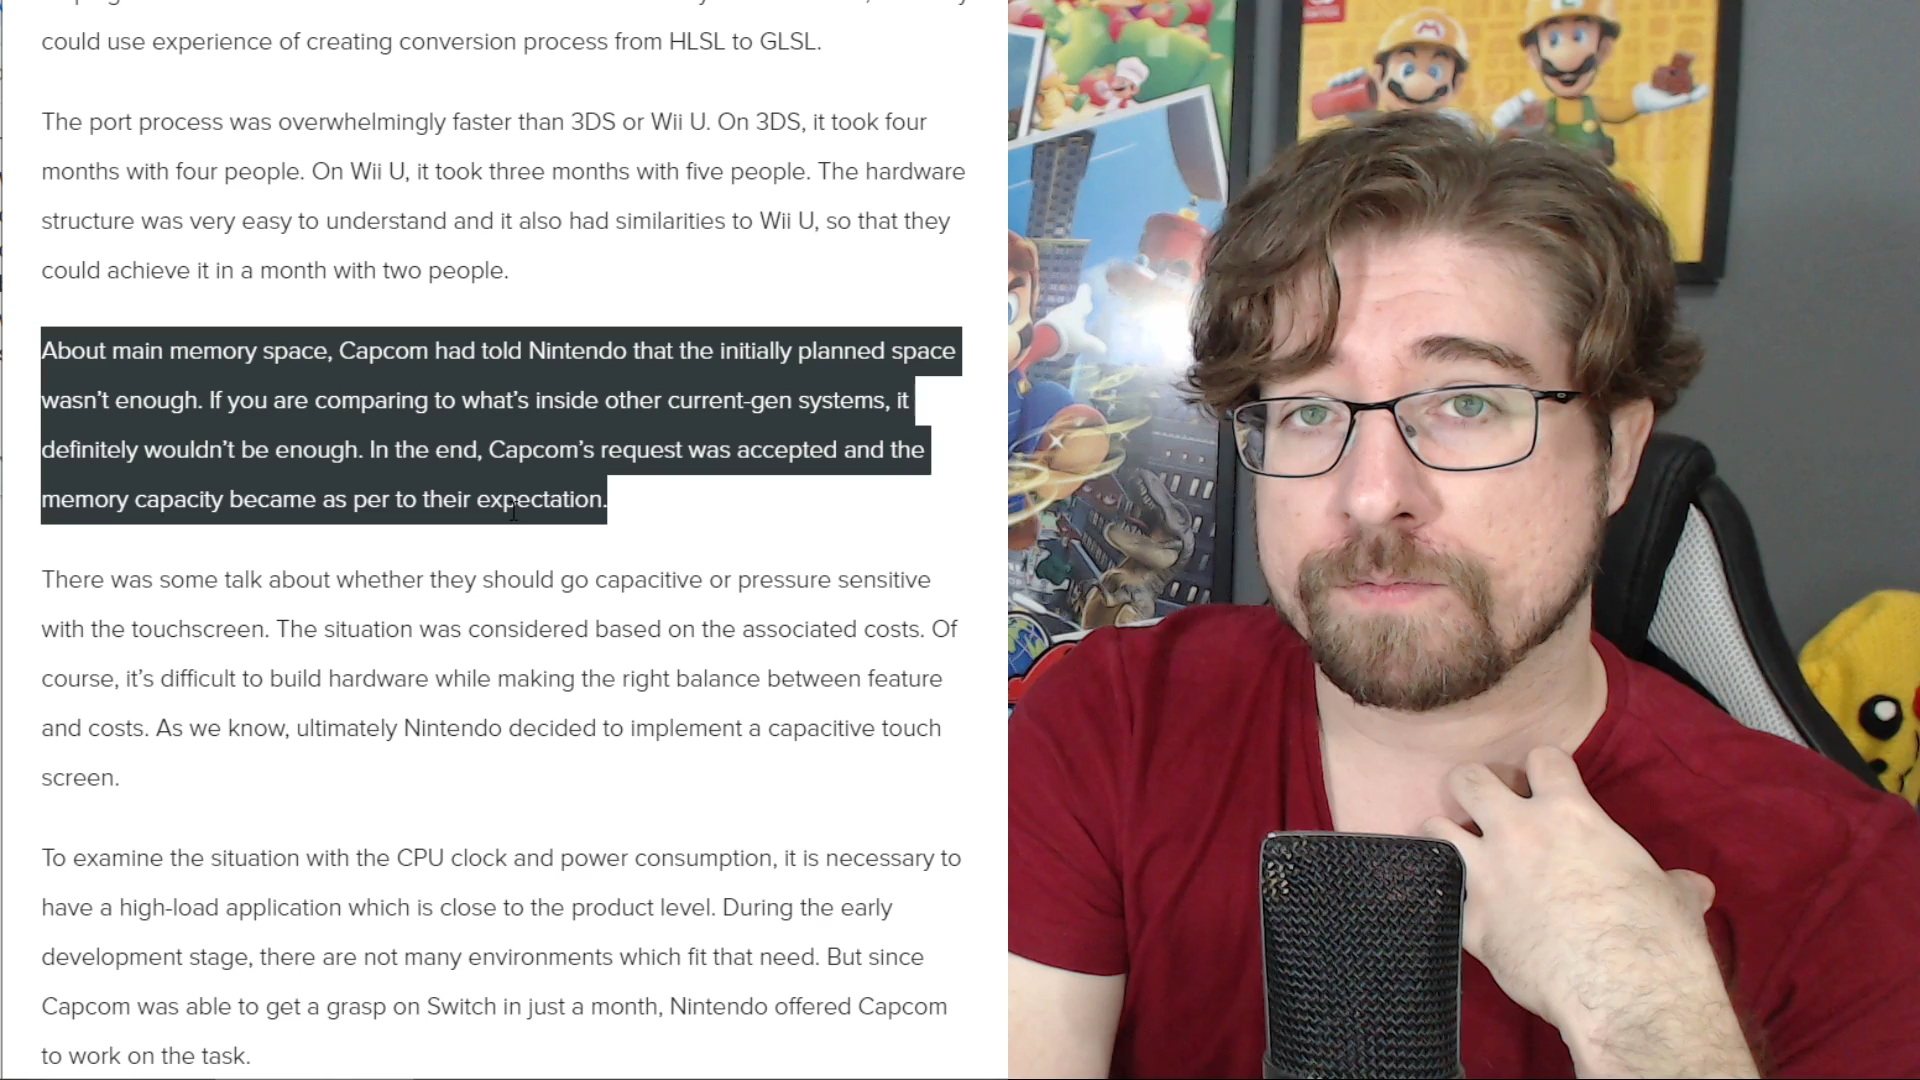 could use experience of creating conversion process from HLSL to GLSL.
The port process was overwhelmingly faster than 3DS or Wii U. On 3DS, it took four
months with four people. On Wii U, it took three months with five people. The hardware
structure was very easy to understand and it also had similarities to Wii U, so that they
could achieve it in a month with two people.
About main memory space, Capcom had told Nintendo that the initially planned space
wasn’t enough. If you are comparing to what’s inside other current-gen systems, it
definitely wouldn’t be enough. In the end, Capcom’s request was accepted and the
memory capacity became as per to their expectation.
There was some talk about whether they should go capacitive or pressure sensitive
with the touchscreen. The situation was considered based on the associated costs. Of
course, it’s difficult to build hardware while making the right balance between feature
and costs. As we know, ultimately Nintendo decided to implement a capacitive touch
screen.
To examine the situation with the CPU clock and power consumption, it is necessary to
have a high-load application which is close to the product level. During the early
development stage, there are not many environments which fit that need. But since
Capcom was able to get a grasp on Switch in just a month, Nintendo offered Capcom
to work on the task.